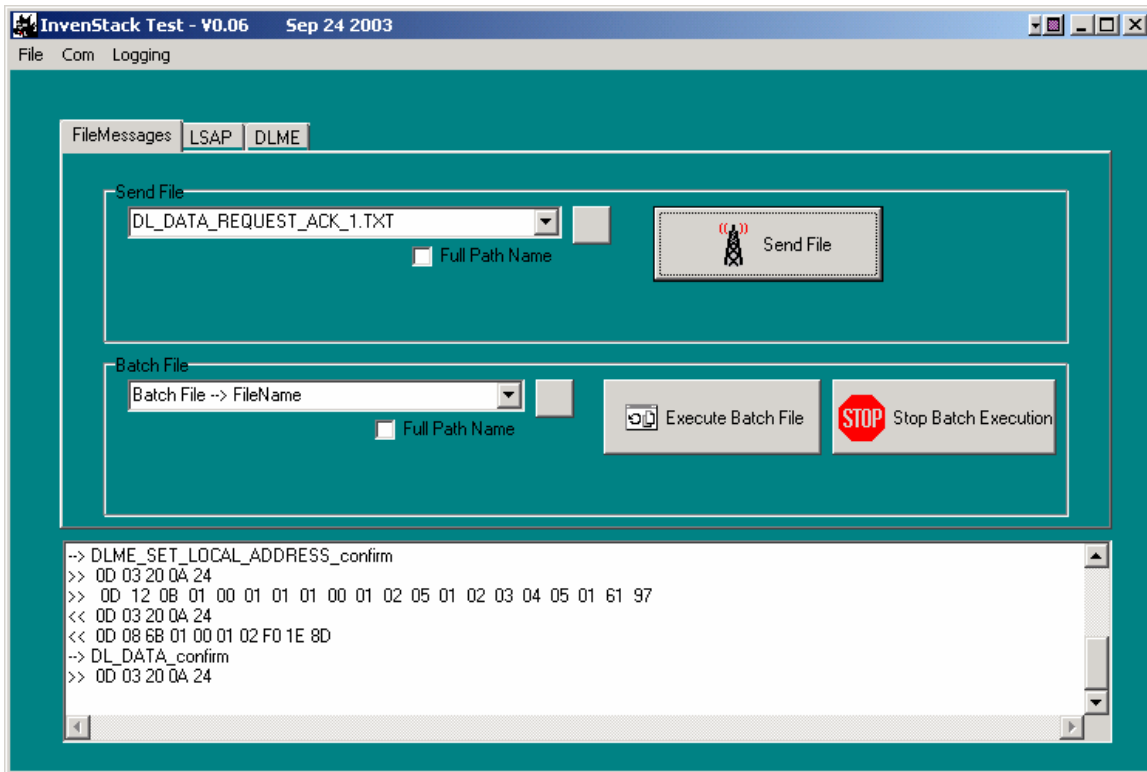 InvenStack Test - V0.06 Sep 24 2003
File Com Logging
FileMessages LSAP DLME
Send File
DL_DATA_REQUEST_ACK_1.TXT
Full Path Name
Send File
Batch File
Batch File --> FileName
Full Path Name
Execute Batch File
STOP Stop Batch Execution
--> DLME_SET_LOCAL_ADDRESS_confirm
>> 0D 03 20 0A 24
>> 0D 12 0B 01 00 01 01 01 00 01 02 05 01 02 03 04 05 01 61 97
<< 0D 03 20 0A 24
<< 0D 08 6B 01 00 01 02 F0 1E 8D
--> DL_DATA_confirm
>> 0D 03 20 0A 24